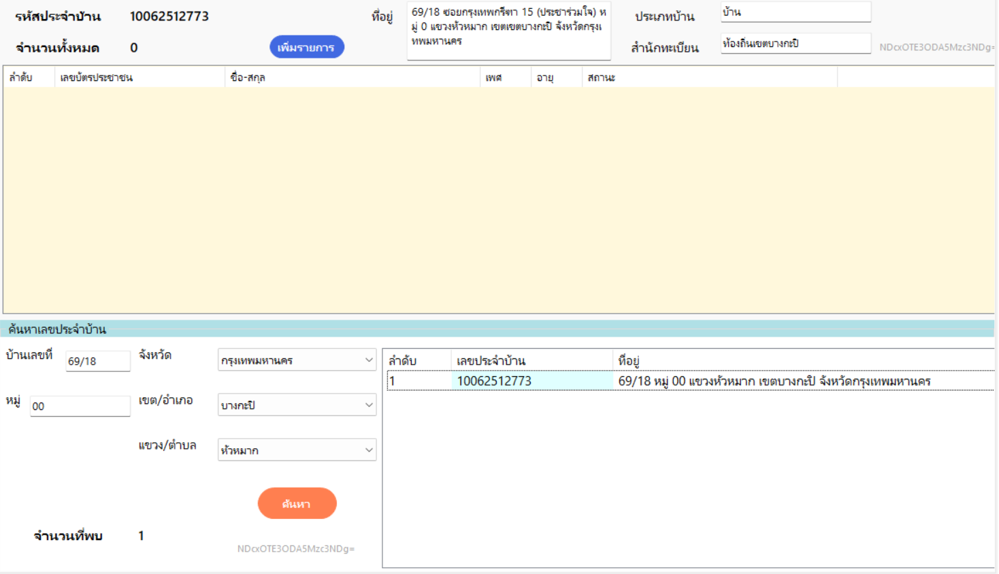 รหัสประจำบ้าน 10062512773 ที่อยู่ 69/18 ซอยกรุงเทพกรีฑา 15 (ประชาร่วมใจ) ห
มู่ 0 แขวงหัวหมาก เขตเขตบางกะปิ จังหวัดกรุงเ
ทพมหานคร
ประเภทบ้าน บ้าน
จำนวนทั้งหมด 0 เพิ่มรายการ
สำนักทะเบียน ท้องถิ่นเขตบางกะปิ NDcxOTE3ODA5Mzc3NDg=
ลำดับ เลขบัตรประชาชน ชื่อ-สกุล เพศ อายุ สถานะ
ค้นหาเลขประจำบ้าน
บ้านเลขที่ 69/18 จังหวัด กรุงเทพมหานคร
หมู่ 00 เขต/อำเภอ บางกะปิ
แขวง/ตำบล หัวหมาก
ค้นหา
จำนวนที่พบ 1
NDcxOTE3ODA5Mzc3NDg=
ลำดับ เลขประจำบ้าน ที่อยู่
1 10062512773 69/18 หมู่ 00 แขวงหัวหมาก เขตบางกะปิ จังหวัดกรุงเทพมหานคร